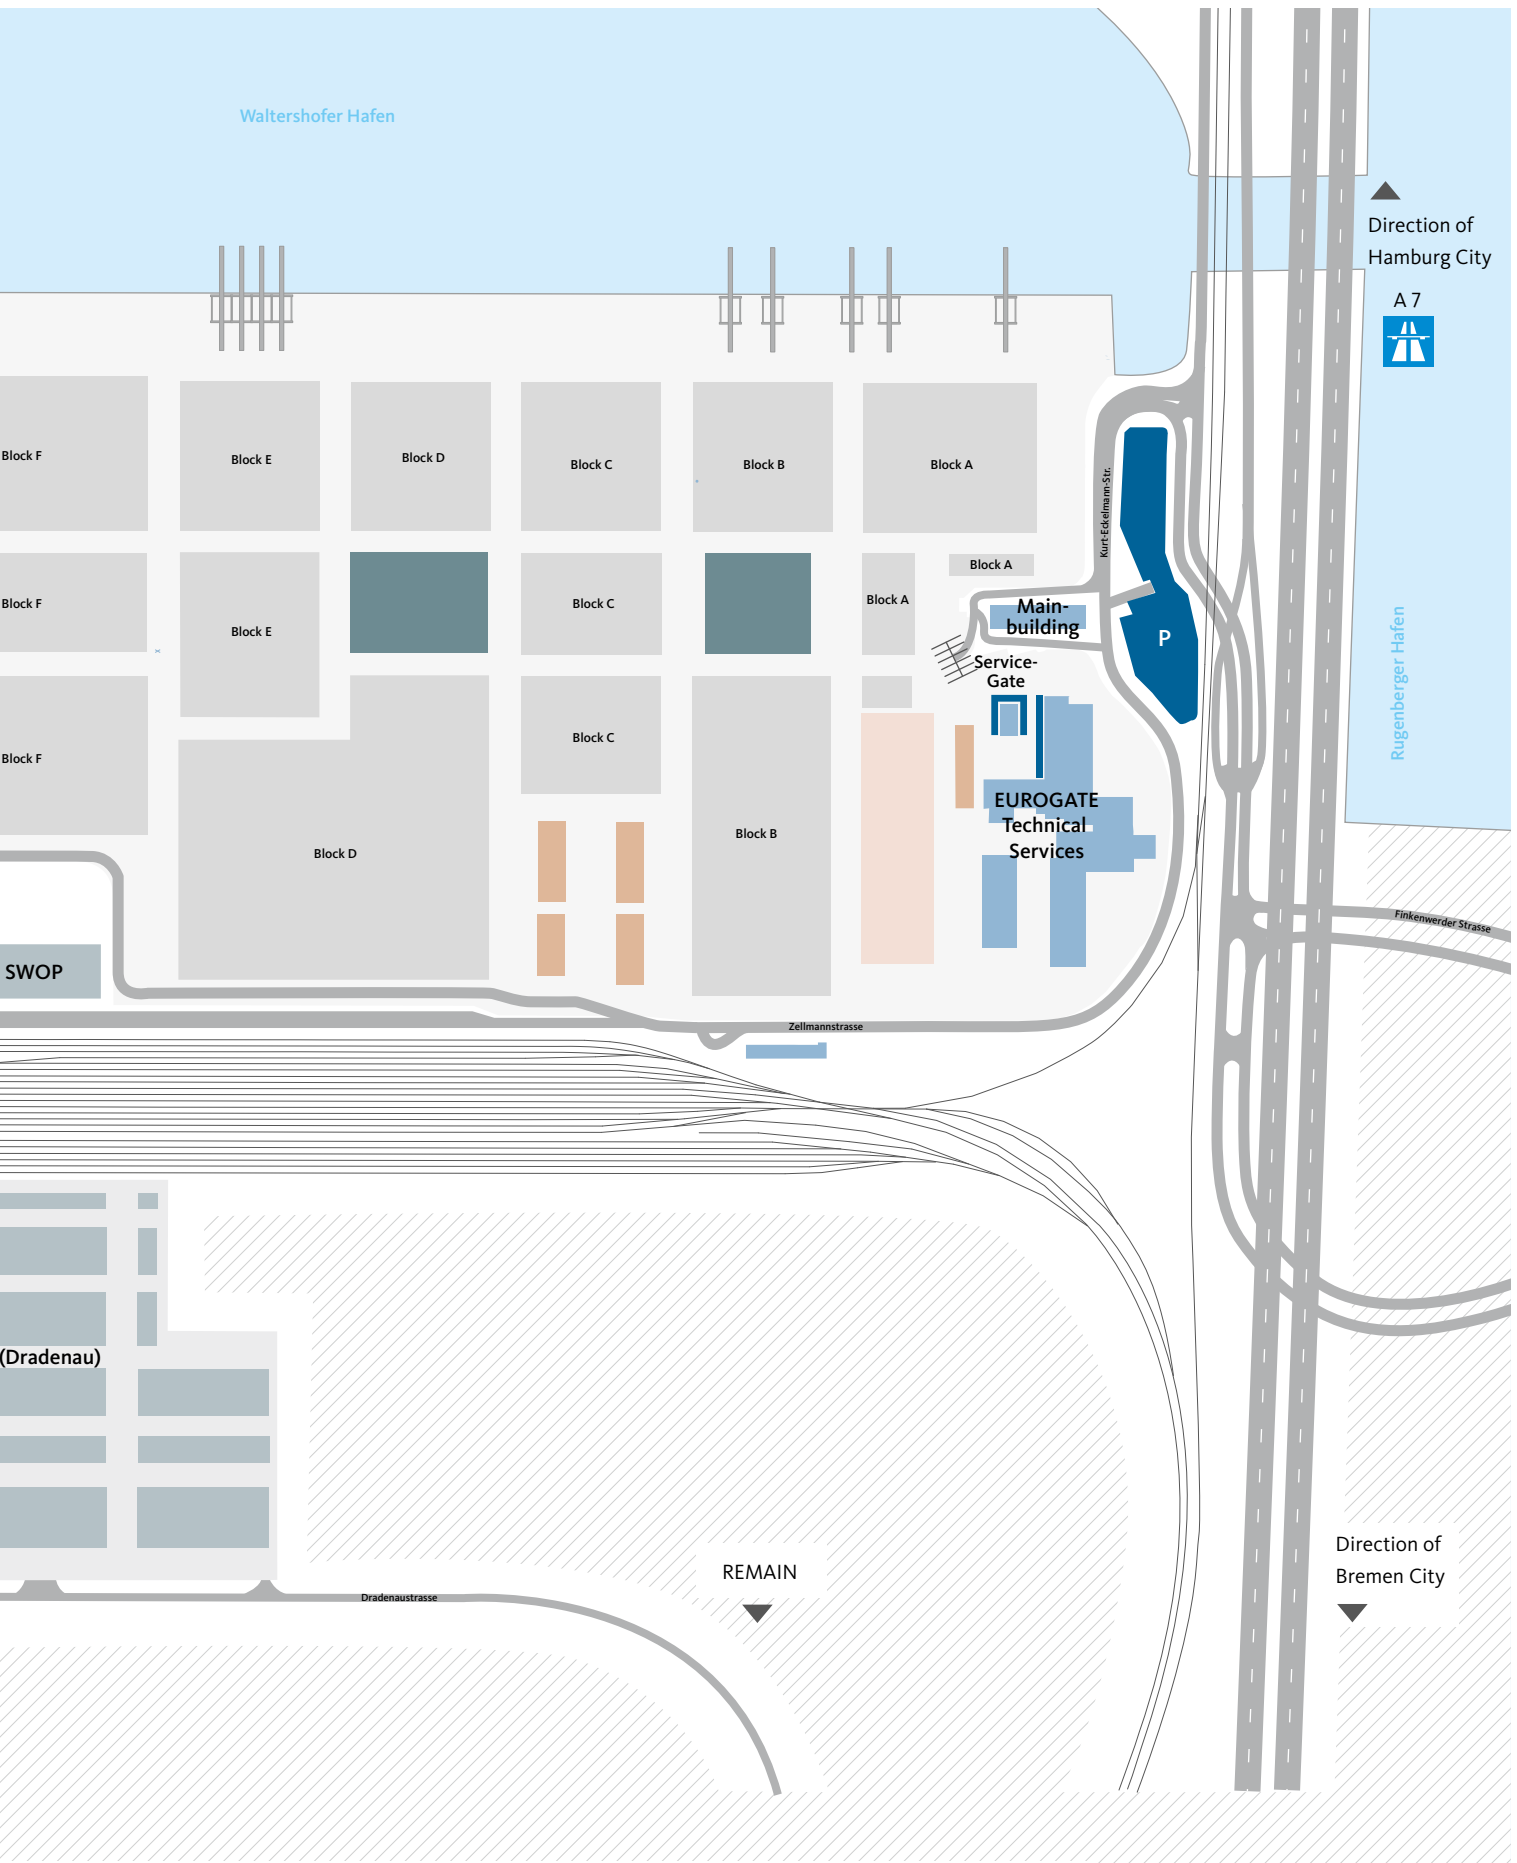 Waltershofer Hafen
Direction of
Hamburg City
A 7
Block F
Block E
Block D
Block C
Block B
Block A
Kurt-Eckelmann-Str.
Block F
Block E
Block C
Block A
Block A
Main-
building
P
Service-
Gate
Rugenberger Hafen
Block F
Block C
Block D
Block B
EUROGATE
Technical
Services
Finkenwerder Strasse
SWOP
Zellmannstrasse
(Dradenau)
REMAIN
Direction of
Bremen City
Dradenaustrasse